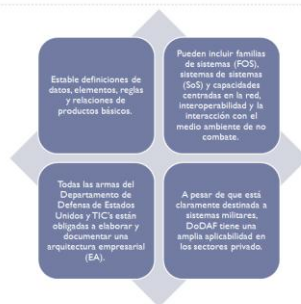 Estable definiciones de
datos, elementos, reglas
y relaciones de
productos básicos.
Pueden incluir familias
de sistemas (FOS),
sistemas de sistemas
(SoS) y capacidades
centradas en la red,
interoperabilidad y la
interacción con el
medio ambiente de no
combate.
Todas las armas del
Departamento de
Defensa de Estados
Unidos y TIC's están
obligadas a elaborar y
documentar una
arquitectura empresarial
(EA).
A pesar de que está
claramente destinada a
sistemas militares,
DoDAF tiene una
amplia aplicabilidad en
los sectores privado.